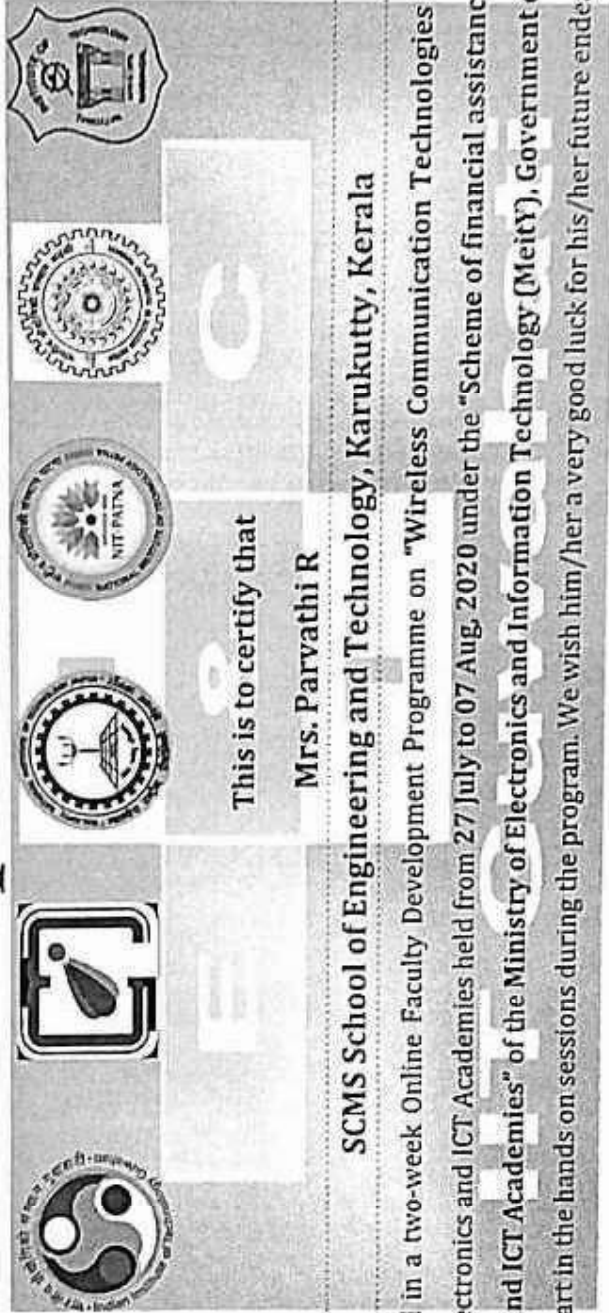 NIT-PATNA
This is to certify that
Mrs. Parvathi R
SCMS School of Engineering and Technology, Karukutty, Kerala
in a two-week Online Faculty Development Programme on "Wireless Communication Technologies
ctronics and ICT Academies held from 27 July to 07 Aug, 2020 under the "Scheme of financial assistanc
nd ICT Academies" of the Ministry of Electronics and Information Technology (MeitY), Government
art in the hands on sessions during the program. We wish him/her a very good luck for his/her future ende